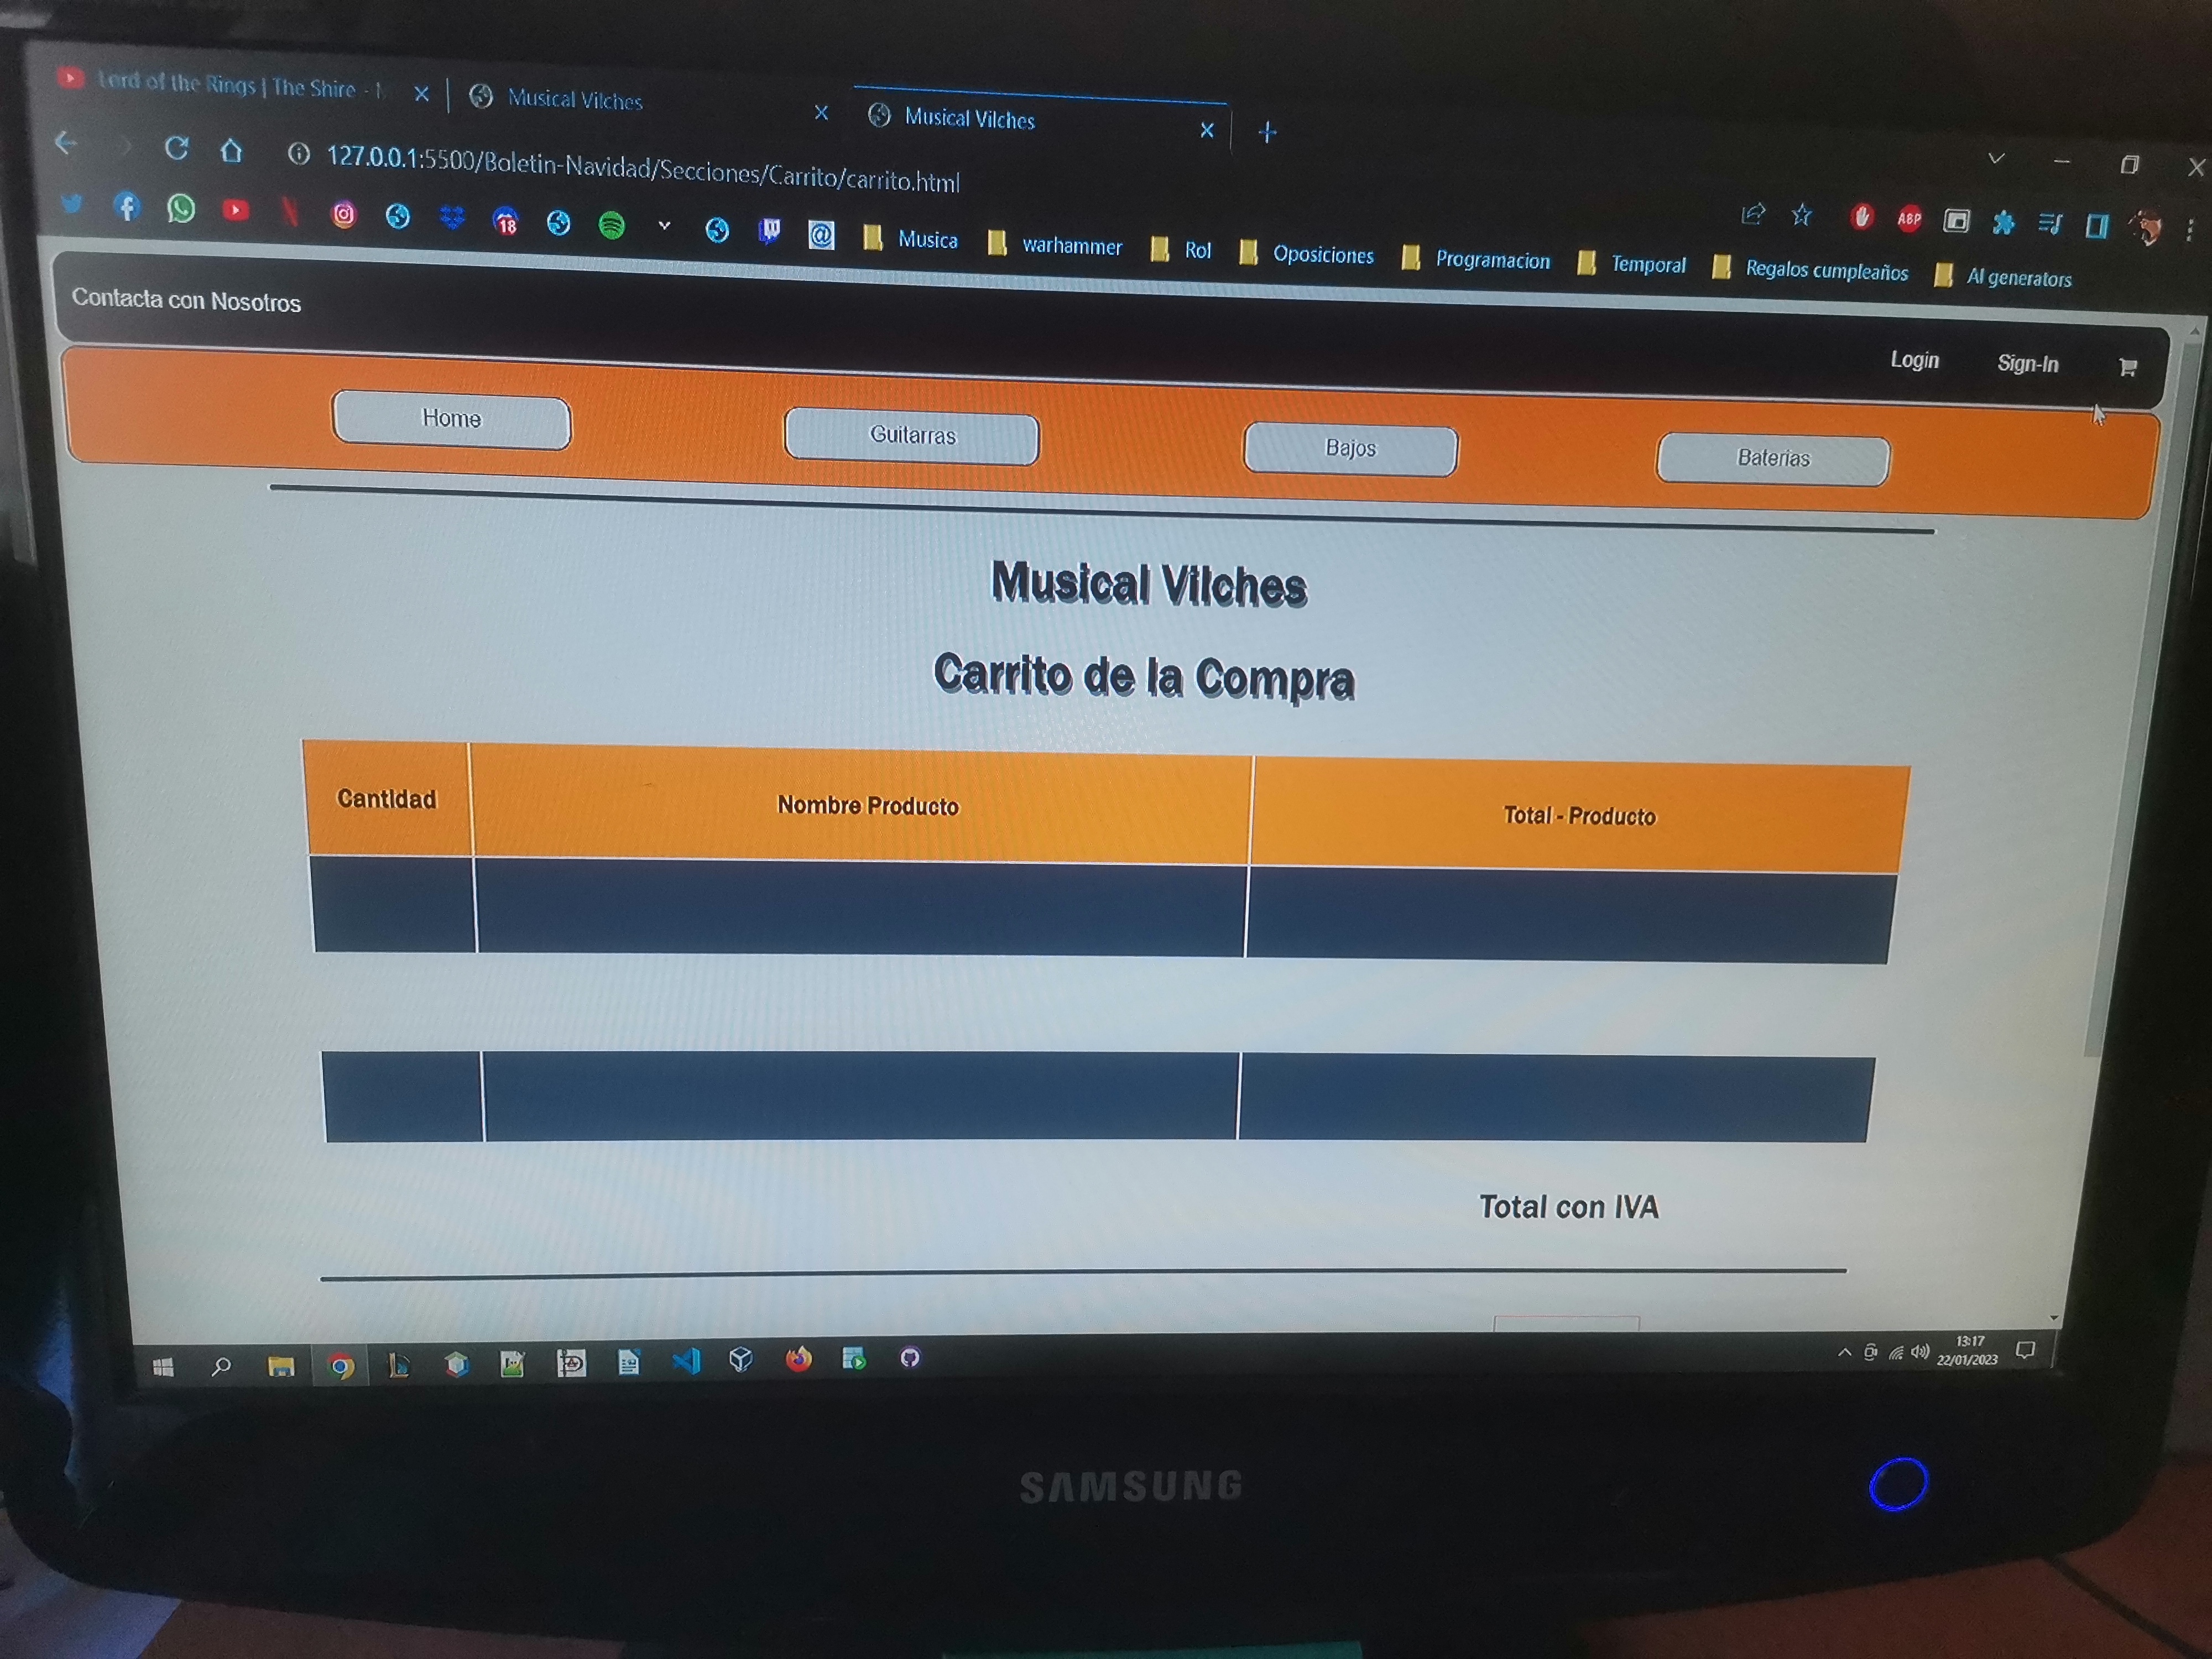 Lord of the Rings | The Shire -
Musical Vilches
Musical Vilches
127.0.0.1:5500/Boletin-Navidad/Secciones/Carrito/carrito.html
18
ABP
Musica
warhammer
Rol
Oposiciones
Programacion
Temporal
Regalos cumpleaños
AI generators
Contacta con Nosotros
Login
Sign-In
Home
Guitarras
Bajos
Baterias
Musical Vilches
Carrito de la Compra
Cantidad
Nombre Producto
Total - Producto
Total con IVA
13:17
22/01/2023
SAMSUNG